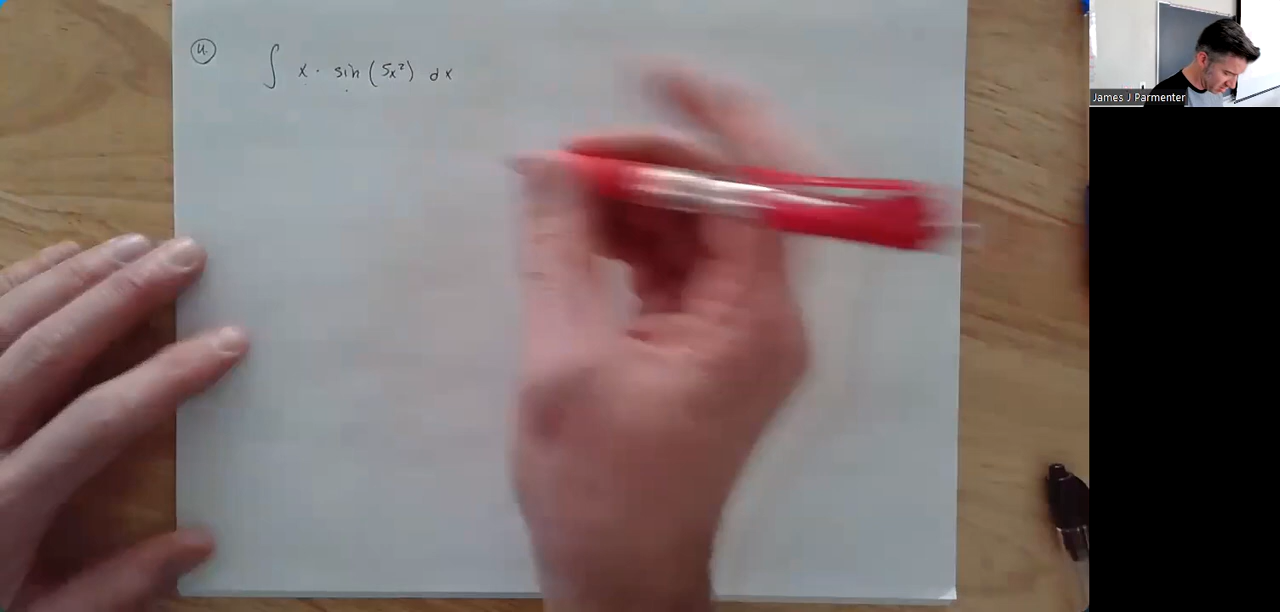 4. ∫ x · sin (5x²) dx
James J Parmenter